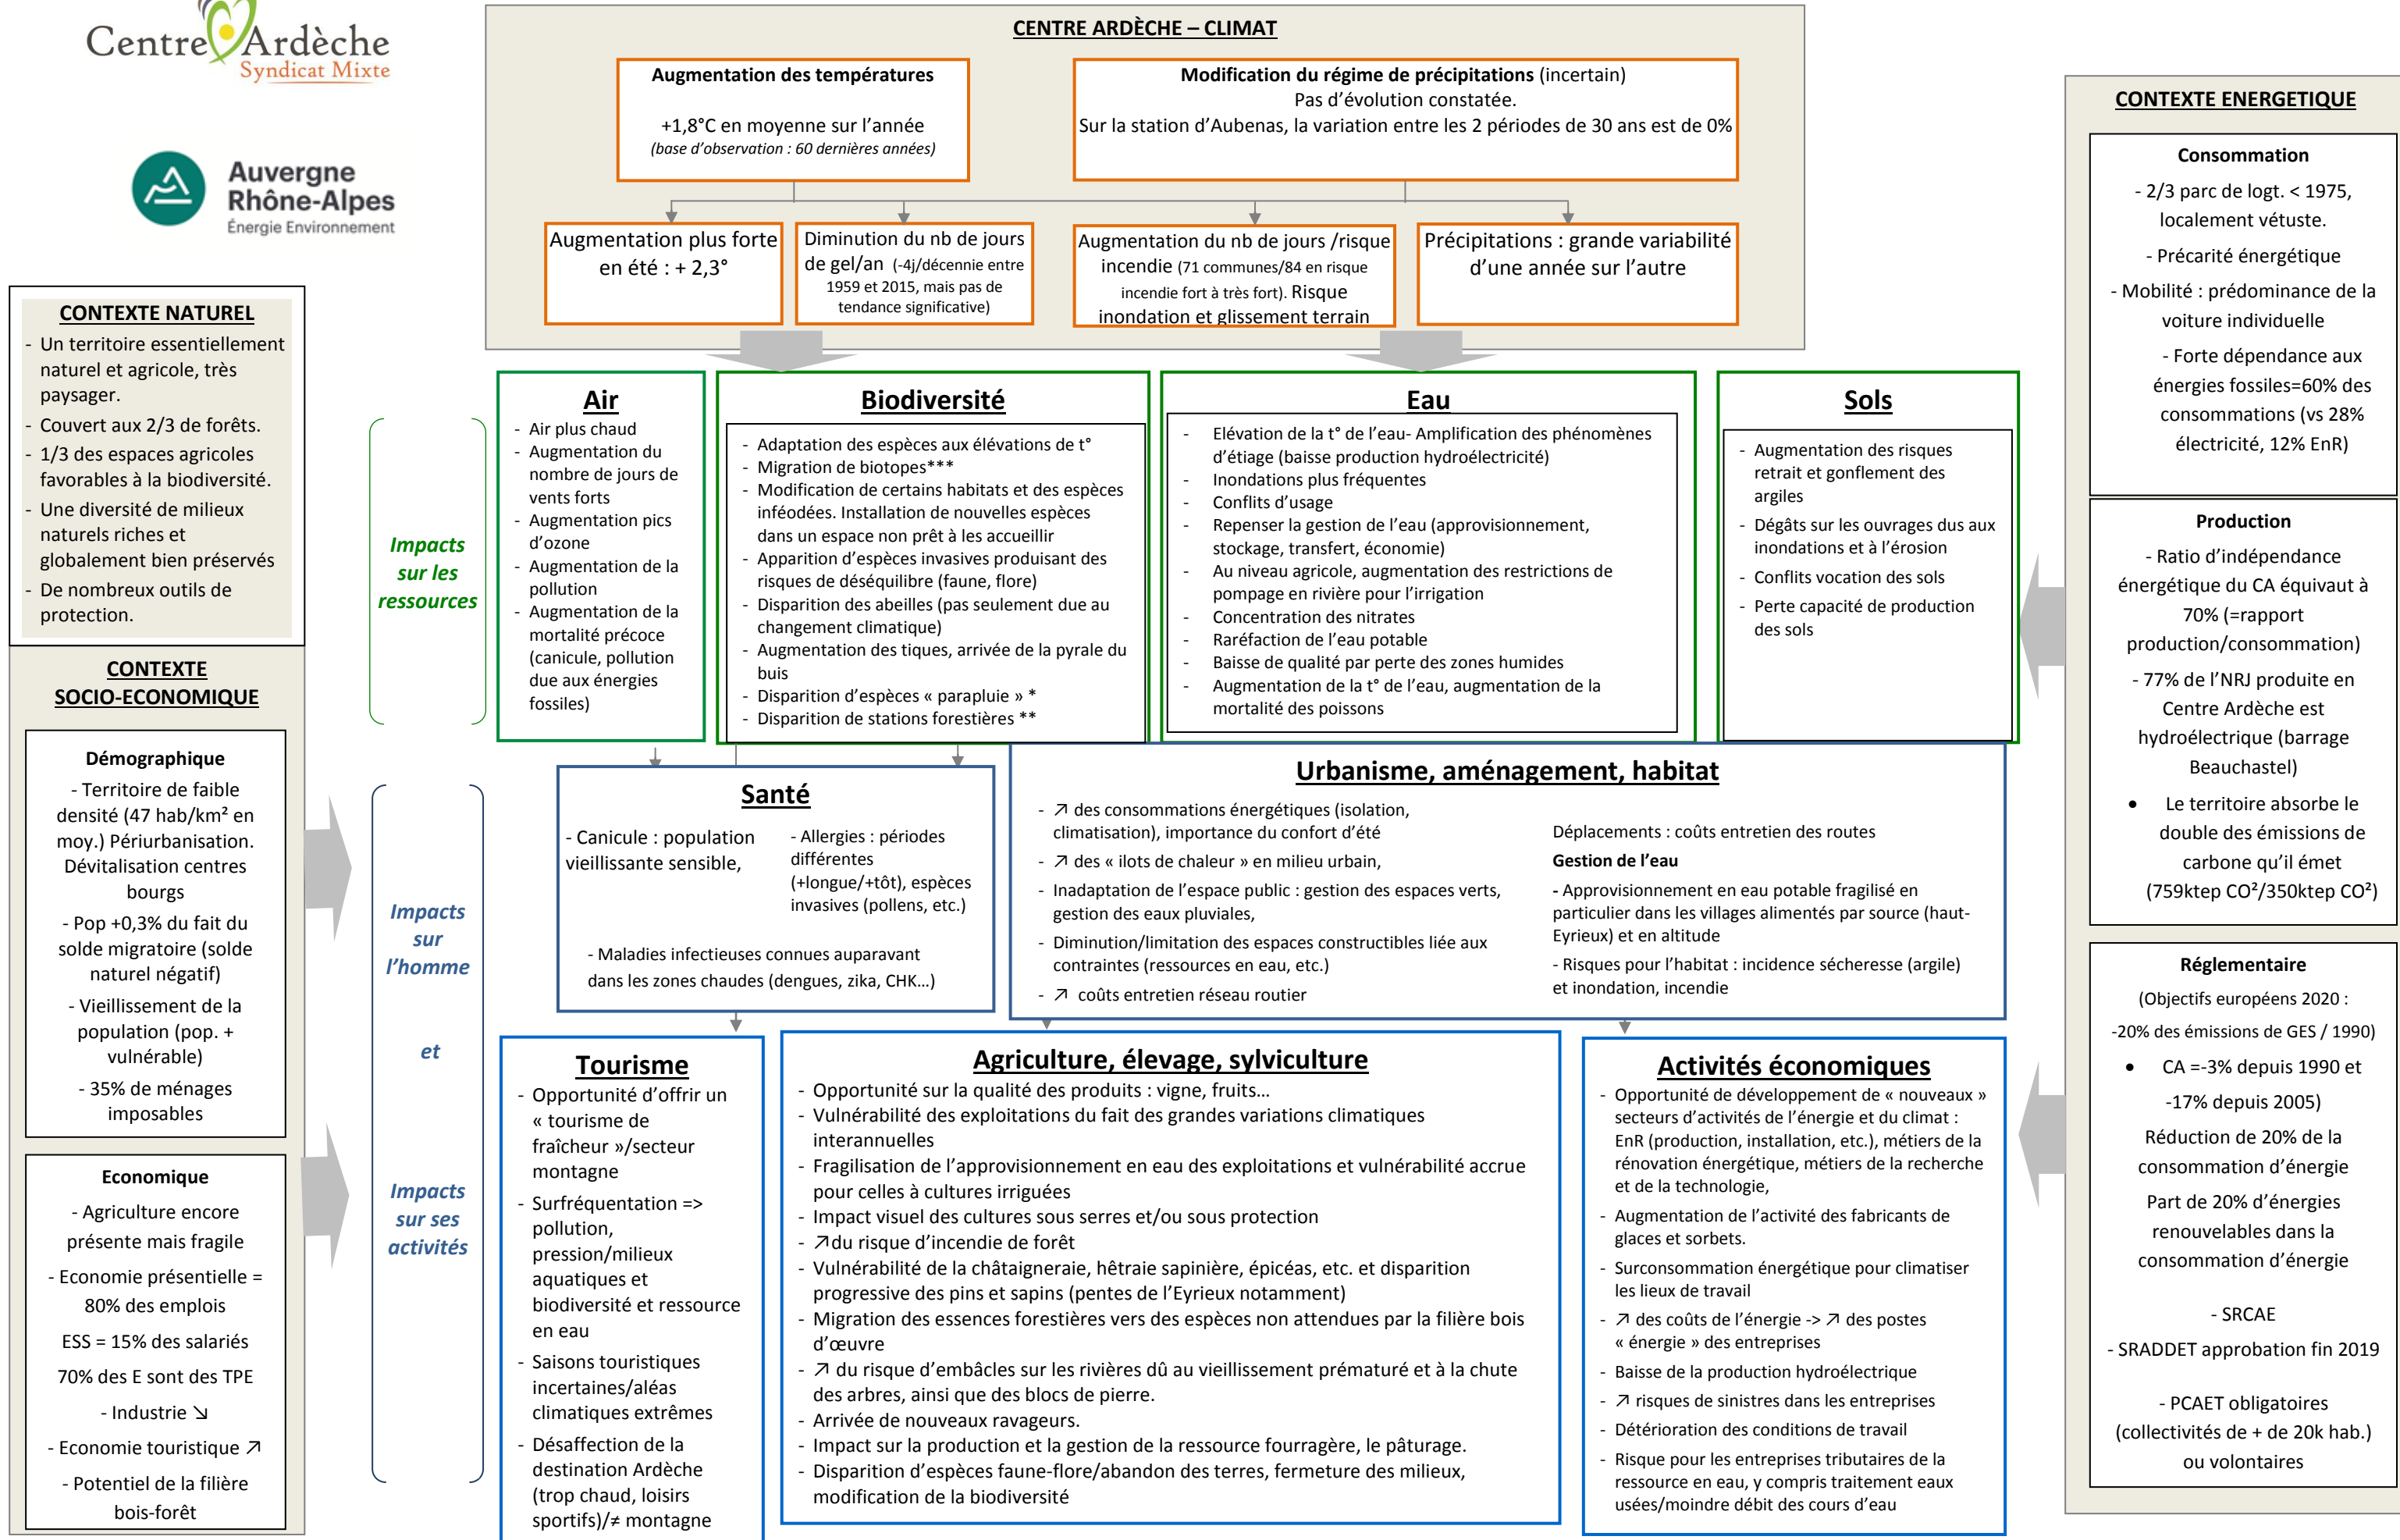 Centre Ardèche
Syndicat Mixte
Auvergne
Rhône-Alpes
Énergie Environnement
CENTRE ARDÈCHE – CLIMAT
Augmentation des températures
+1,8°C en moyenne sur l’année
(base d’observation : 60 dernières années)
Modification du régime de précipitations (incertain)
Pas d’évolution constatée.
Sur la station d’Aubenas, la variation entre les 2 périodes de 30 ans est de 0%
Augmentation plus forte
en été : + 2,3°
Diminution du nb de jours
de gel/an (-4j/décennie entre
1959 et 2015, mais pas de
tendance significative)
Augmentation du nb de jours /risque
incendie (71 communes/84 en risque
incendie fort à très fort). Risque
inondation et glissement terrain
Précipitations : grande variabilité
d’une année sur l’autre
CONTEXTE NATUREL
- Un territoire essentiellement
naturel et agricole, très
paysager.
- Couvert aux 2/3 de forêts.
- 1/3 des espaces agricoles
favorables à la biodiversité.
- Une diversité de milieux
naturels riches et
globalement bien préservés
- De nombreux outils de
protection.
CONTEXTE
SOCIO-ECONOMIQUE
Démographique
- Territoire de faible
densité (47 hab/km² en
moy.) Périurbanisation.
Dévitalisation centres
bourgs
- Pop +0,3% du fait du
solde migratoire (solde
naturel négatif)
- Vieillissement de la
population (pop. +
vulnérable)
- 35% de ménages
imposables
Economique
- Agriculture encore
présente mais fragile
- Economie présentielle =
80% des emplois
ESS = 15% des salariés
70% des E sont des TPE
- Industrie ↘
- Economie touristique ↗
- Potentiel de la filière
bois-forêt
Impacts
sur les
ressources
Impacts
sur
l’homme
et
Impacts
sur ses
activités
Air
- Air plus chaud
- Augmentation du
nombre de jours de
vents forts
- Augmentation pics
d’ozone
- Augmentation de la
pollution
- Augmentation de la
mortalité précoce
(canicule, pollution
due aux énergies
fossiles)
Biodiversité
- Adaptation des espèces aux élévations de t°
- Migration de biotopes***
- Modification de certains habitats et des espèces
inféodées. Installation de nouvelles espèces
dans un espace non prêt à les accueillir
- Apparition d’espèces invasives produisant des
risques de déséquilibre (faune, flore)
- Disparition des abeilles (pas seulement due au
changement climatique)
- Augmentation des tiques, arrivée de la pyrale du
buis
- Disparition d’espèces « parapluie » *
- Disparition de stations forestières **
Eau
- Elévation de la t° de l’eau- Amplification des phénomènes
d’étiage (baisse production hydroélectricité)
- Inondations plus fréquentes
- Conflits d’usage
- Repenser la gestion de l’eau (approvisionnement,
stockage, transfert, économie)
- Au niveau agricole, augmentation des restrictions de
pompage en rivière pour l’irrigation
- Concentration des nitrates
- Raréfaction de l’eau potable
- Baisse de qualité par perte des zones humides
- Augmentation de la t° de l’eau, augmentation de la
mortalité des poissons
Sols
- Augmentation des risques
retrait et gonflement des
argiles
- Dégâts sur les ouvrages dus aux
inondations et à l’érosion
- Conflits vocation des sols
- Perte capacité de production
des sols
Santé
- Canicule : population
vieillissante sensible,
- Allergies : périodes
différentes
(+longue/+tôt), espèces
invasives (pollens, etc.)
- Maladies infectieuses connues auparavant
dans les zones chaudes (dengues, zika, CHK…)
Urbanisme, aménagement, habitat
- ↗ des consommations énergétiques (isolation,
climatisation), importance du confort d’été
- ↗ des « ilots de chaleur » en milieu urbain,
- Inadaptation de l’espace public : gestion des espaces verts,
gestion des eaux pluviales,
- Diminution/limitation des espaces constructibles liée aux
contraintes (ressources en eau, etc.)
- ↗ coûts entretien réseau routier
Déplacements : coûts entretien des routes
Gestion de l’eau
- Approvisionnement en eau potable fragilisé en
particulier dans les villages alimentés par source (haut-
Eyrieux) et en altitude
- Risques pour l’habitat : incidence sécheresse (argile)
et inondation, incendie
Tourisme
- Opportunité d’offrir un
« tourisme de
fraîcheur »/secteur
montagne
- Surfréquentation =>
pollution,
pression/milieux
aquatiques et
biodiversité et ressource
en eau
- Saisons touristiques
incertaines/aléas
climatiques extrêmes
- Désaffection de la
destination Ardèche
(trop chaud, loisirs
sportifs)/≠ montagne
Agriculture, élevage, sylviculture
- Opportunité sur la qualité des produits : vigne, fruits…
- Vulnérabilité des exploitations du fait des grandes variations climatiques
interannuelles
- Fragilisation de l’approvisionnement en eau des exploitations et vulnérabilité accrue
pour celles à cultures irriguées
- Impact visuel des cultures sous serres et/ou sous protection
- ↗du risque d’incendie de forêt
- Vulnérabilité de la châtaigneraie, hêtraie sapinière, épicéas, etc. et disparition
progressive des pins et sapins (pentes de l’Eyrieux notamment)
- Migration des essences forestières vers des espèces non attendues par la filière bois
d’œuvre
- ↗ du risque d’embâcles sur les rivières dû au vieillissement prématuré et à la chute
des arbres, ainsi que des blocs de pierre.
- Arrivée de nouveaux ravageurs.
- Impact sur la production et la gestion de la ressource fourragère, le pâturage.
- Disparition d’espèces faune-flore/abandon des terres, fermeture des milieux,
modification de la biodiversité
Activités économiques
- Opportunité de développement de « nouveaux »
secteurs d’activités de l’énergie et du climat :
EnR (production, installation, etc.), métiers de la
rénovation énergétique, métiers de la recherche
et de la technologie,
- Augmentation de l’activité des fabricants de
glaces et sorbets.
- Surconsommation énergétique pour climatiser
les lieux de travail
- ↗ des coûts de l’énergie -> ↗ des postes
« énergie » des entreprises
- Baisse de la production hydroélectrique
- ↗ risques de sinistres dans les entreprises
- Détérioration des conditions de travail
- Risque pour les entreprises tributaires de la
ressource en eau, y compris traitement eaux
usées/moindre débit des cours d’eau
CONTEXTE ENERGETIQUE
Consommation
- 2/3 parc de logt. < 1975,
localement vétuste.
- Précarité énergétique
- Mobilité : prédominance de la
voiture individuelle
- Forte dépendance aux
énergies fossiles=60% des
consommations (vs 28%
électricité, 12% EnR)
Production
- Ratio d’indépendance
énergétique du CA équivaut à
70% (=rapport
production/consommation)
- 77% de l’NRJ produite en
Centre Ardèche est
hydroélectrique (barrage
Beauchastel)
• Le territoire absorbe le
double des émissions de
carbone qu’il émet
(759ktep CO²/350ktep CO²)
Réglementaire
(Objectifs européens 2020 :
-20% des émissions de GES / 1990)
• CA =-3% depuis 1990 et
-17% depuis 2005)
Réduction de 20% de la
consommation d’énergie
Part de 20% d’énergies
renouvelables dans la
consommation d’énergie
- SRCAE
- SRADDET approbation fin 2019
- PCAET obligatoires
(collectivités de + de 20k hab.)
ou volontaires